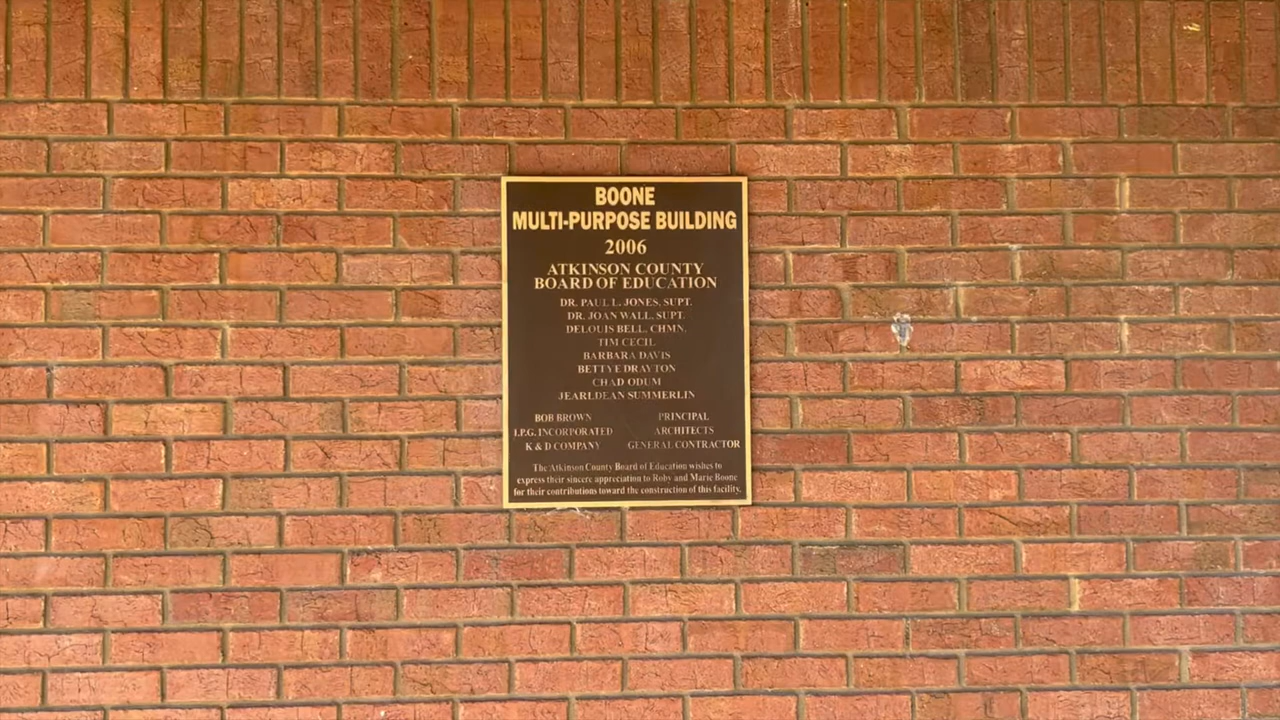 BOONE
MULTI-PURPOSE BUILDING
2006
ATKINSON COUNTY
BOARD OF EDUCATION
DR. PAUL L. JONES, SUPT.
DR. JOAN WALL, SUPT.
DELOUIS BELL, CHMN.
TIM CECIL
BARBARA DAVIS
BETTYE DRAYTON
CHAD ODUM
JEARLDEAN SUMMERLIN
BOB BROWN PRINCIPAL
I.P.G. INCORPORATED ARCHITECTS
K & D COMPANY GENERAL CONTRACTOR
The Atkinson County Board of Education wishes to
express their sincere appreciation to Roby and Marie Boone
for their contributions toward the construction of this facility.